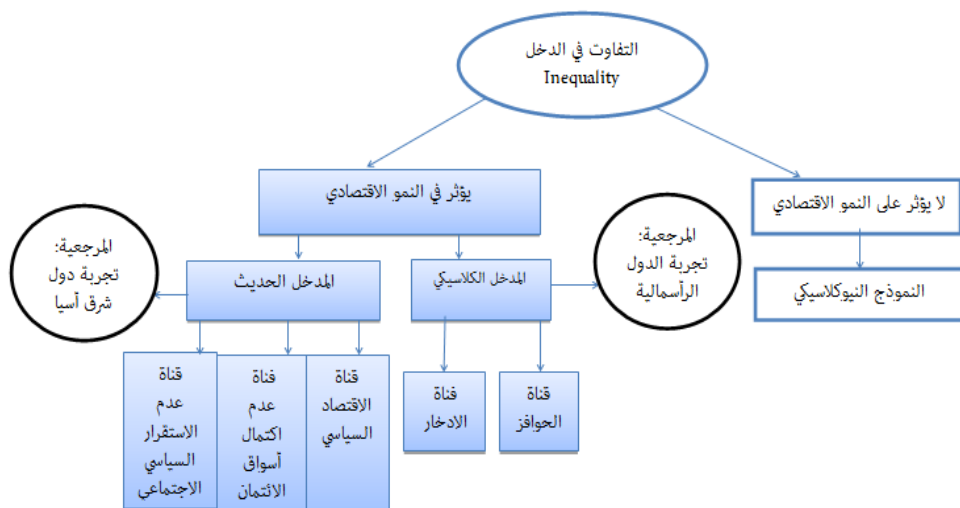 التفاوت في الدخل
Inequality
لا يؤثر على النمو الاقتصادي
يؤثر في النمو الاقتصادي
المرجعية:
تجربة الدول
الرأسمالية
المرجعية:
تجربة دول
شرق أسيا
النموذج النيوكلاسيكي
المدخل الكلاسيكي
المدخل الحديث
قناة
الحوافز
قناة
الادخار
قناة
الاقتصاد
السياسي
قناة
عدم
اكتمال
أسواق
الائتمان
قناة
عدم
الاستقرار
السياسي
الاجتماعي